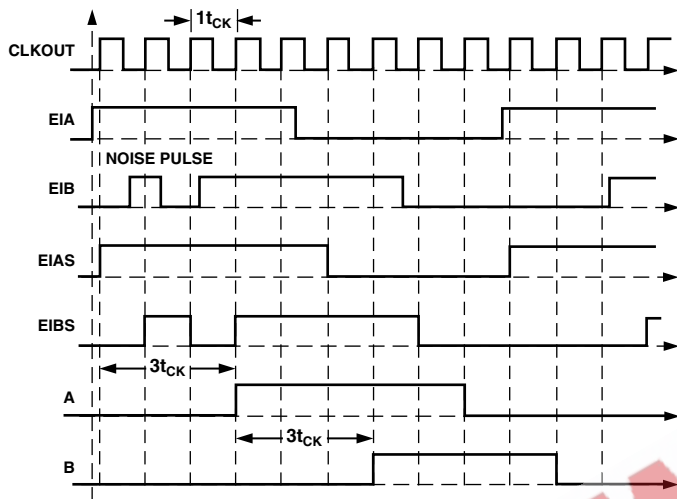 1tCK
CLKOUT
EIA
NOISE PULSE
EIB
EIAS
EIBS
3tCK
A
3tCK
B